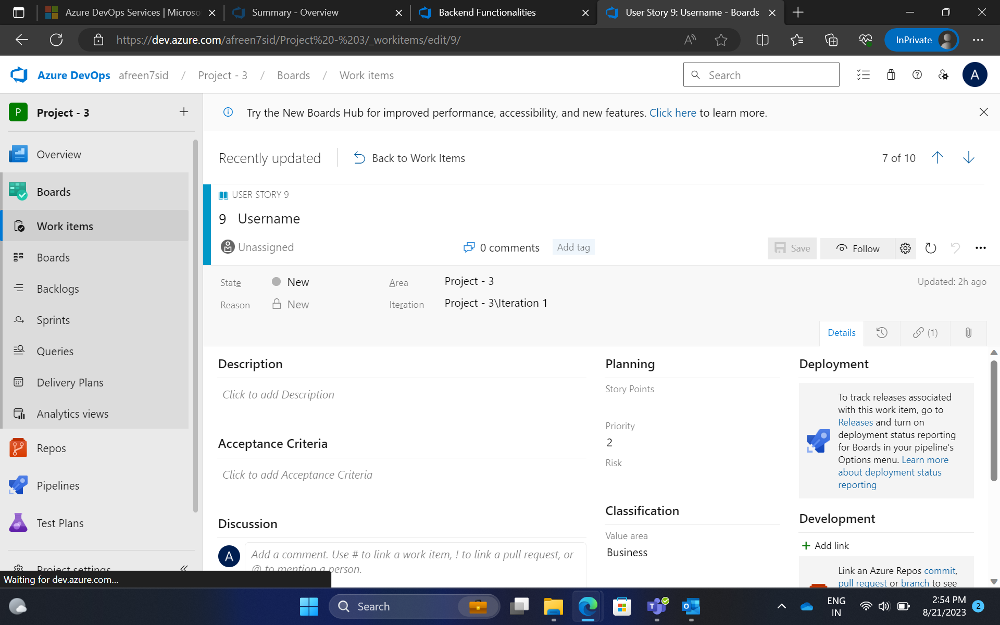 Azure DevOps Services | Microso
Summary - Overview
Backend Functionalities
User Story 9: Username - Boards
https://dev.azure.com/afreen7sid/Project%20-%203/_workitems/edit/9/
InPrivate
Azure DevOps
afreen7sid / Project - 3 / Boards / Work items
Search
A
P
Project - 3
Try the New Boards Hub for improved performance, accessibility, and new features. Click here to learn more.
Overview
Boards
Work items
Boards
Backlogs
Sprints
Queries
Delivery Plans
Analytics views
Repos
Pipelines
Test Plans
Project settings
Recently updated
Back to Work Items
7 of 10
USER STORY 9
9 Username
Unassigned
0 comments
Add tag
Save
Follow
State
New
Area
Project - 3
Updated: 2h ago
Reason
New
Iteration
Project - 3\Iteration 1
Details
(1)
Description
Click to add Description
Acceptance Criteria
Click to add Acceptance Criteria
Discussion
A
Add a comment. Use # to link a work item, ! to link a pull request, or
@ to mention a person.
Planning
Story Points
Priority
2
Risk
Classification
Value area
Business
Deployment
To track releases associated
with this work item, go to
Releases and turn on
deployment status reporting
for Boards in your pipeline's
Options menu. Learn more
about deployment status
reporting
Development
+ Add link
Link an Azure Repos commit,
pull request or branch to see
Waiting for dev.azure.com...
Search
ENG
IN
2:54 PM
8/21/2023
2